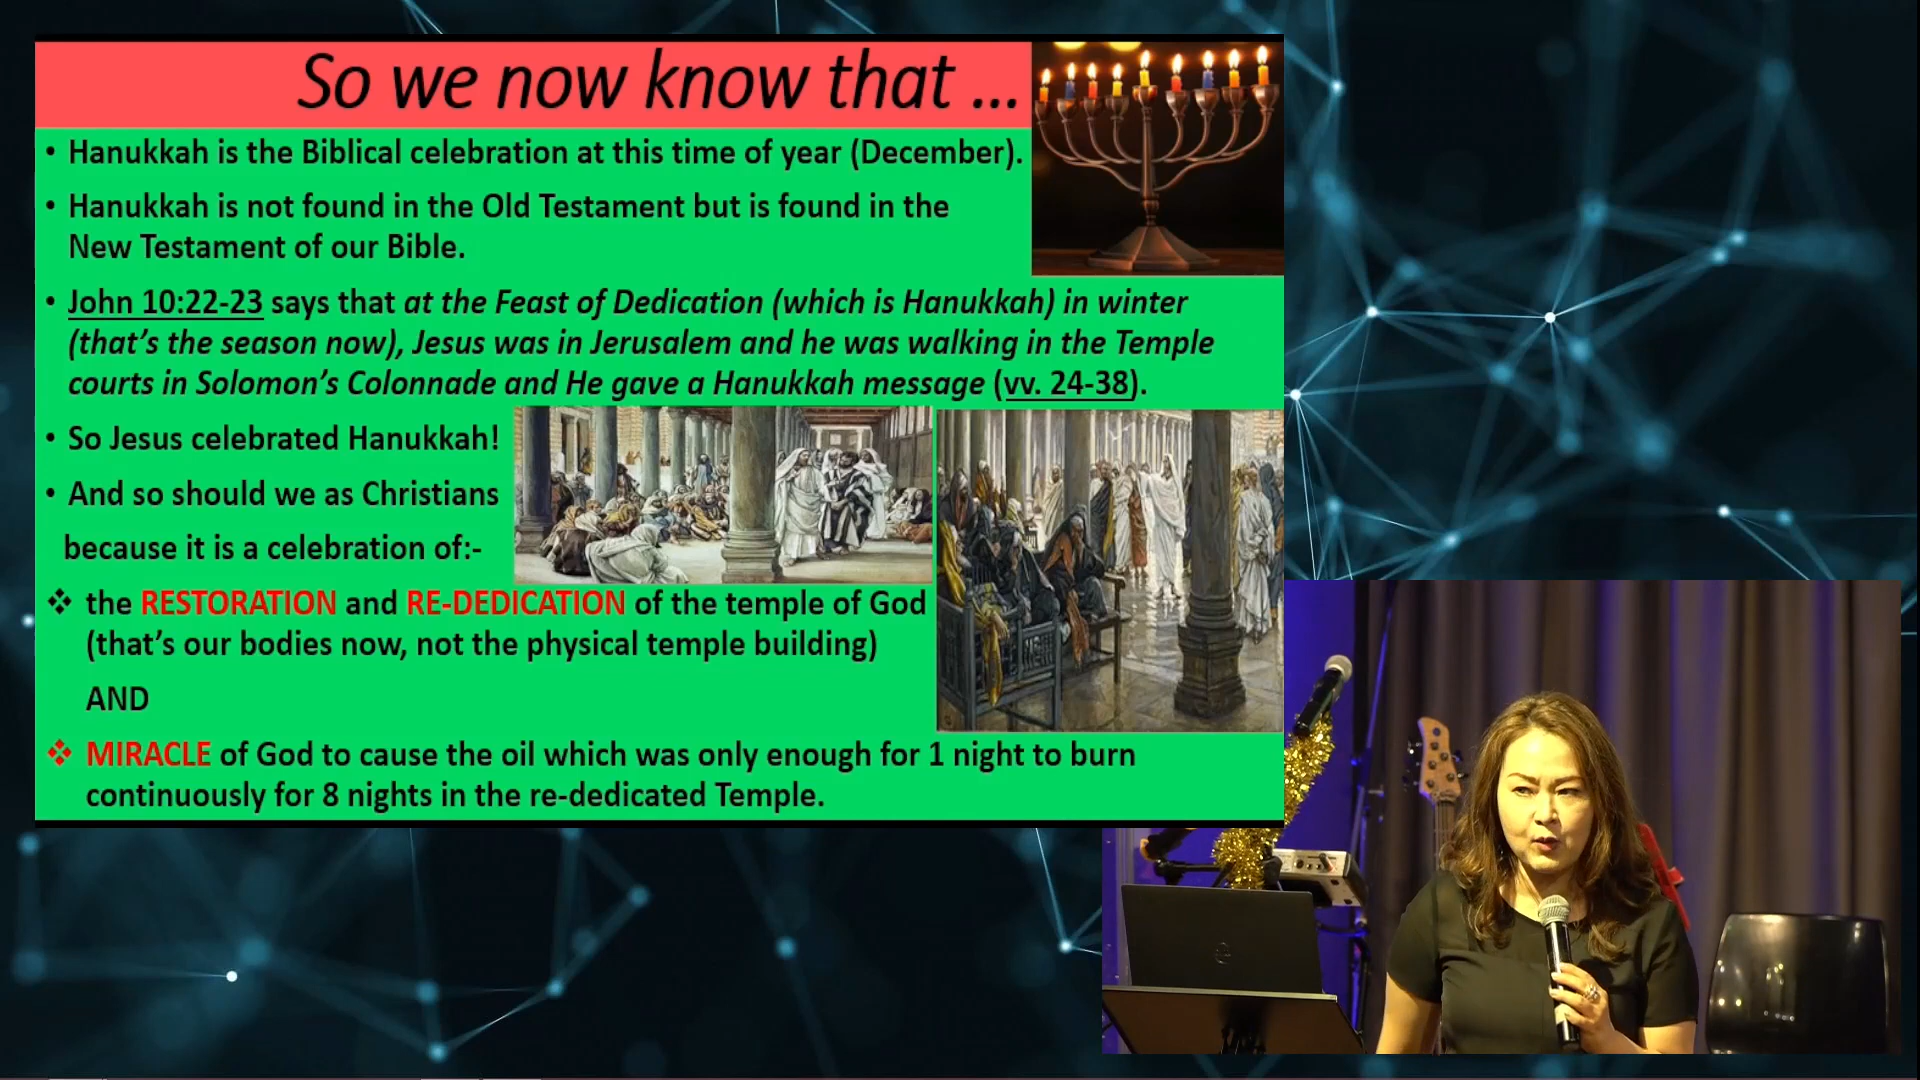 So we now know that ...
• Hanukkah is the Biblical celebration at this time of year (December).
• Hanukkah is not found in the Old Testament but is found in the
New Testament of our Bible.
• John 10:22-23 says that at the Feast of Dedication (which is Hanukkah) in winter
(that's the season now), Jesus was in Jerusalem and he was walking in the Temple
courts in Solomon's Colonnade and He gave a Hanukkah message (vv. 24-38).
• So Jesus celebrated Hanukkah!
• And so should we as Christians
because it is a celebration of:-
❖ the RESTORATION and RE-DEDICATION of the temple of God
(that's our bodies now, not the physical temple building)
AND
❖ MIRACLE of God to cause the oil which was only enough for 1 night to burn
continuously for 8 nights in the re-dedicated Temple.